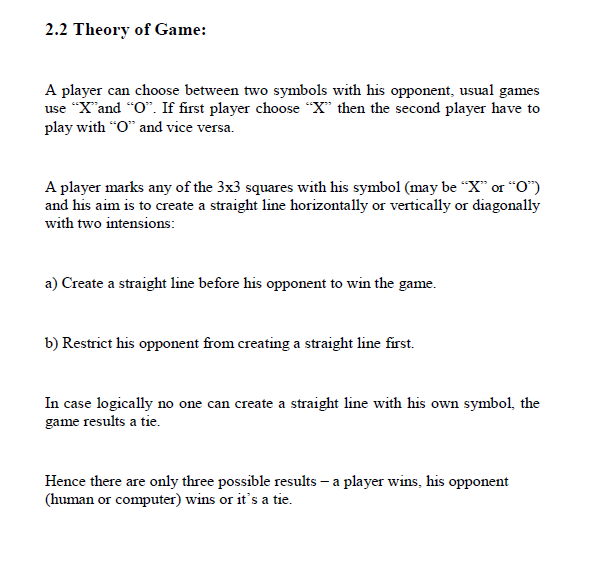 2.2 Theory of Game:
A player can choose between two symbols with his opponent, usual games
use “X”and “O”. If first player choose “X” then the second player have to
play with “O” and vice versa.
A player marks any of the 3x3 squares with his symbol (may be “X” or “O”)
and his aim is to create a straight line horizontally or vertically or diagonally
with two intensions:
a) Create a straight line before his opponent to win the game.
b) Restrict his opponent from creating a straight line first.
In case logically no one can create a straight line with his own symbol, the
game results a tie.
Hence there are only three possible results – a player wins, his opponent
(human or computer) wins or it’s a tie.